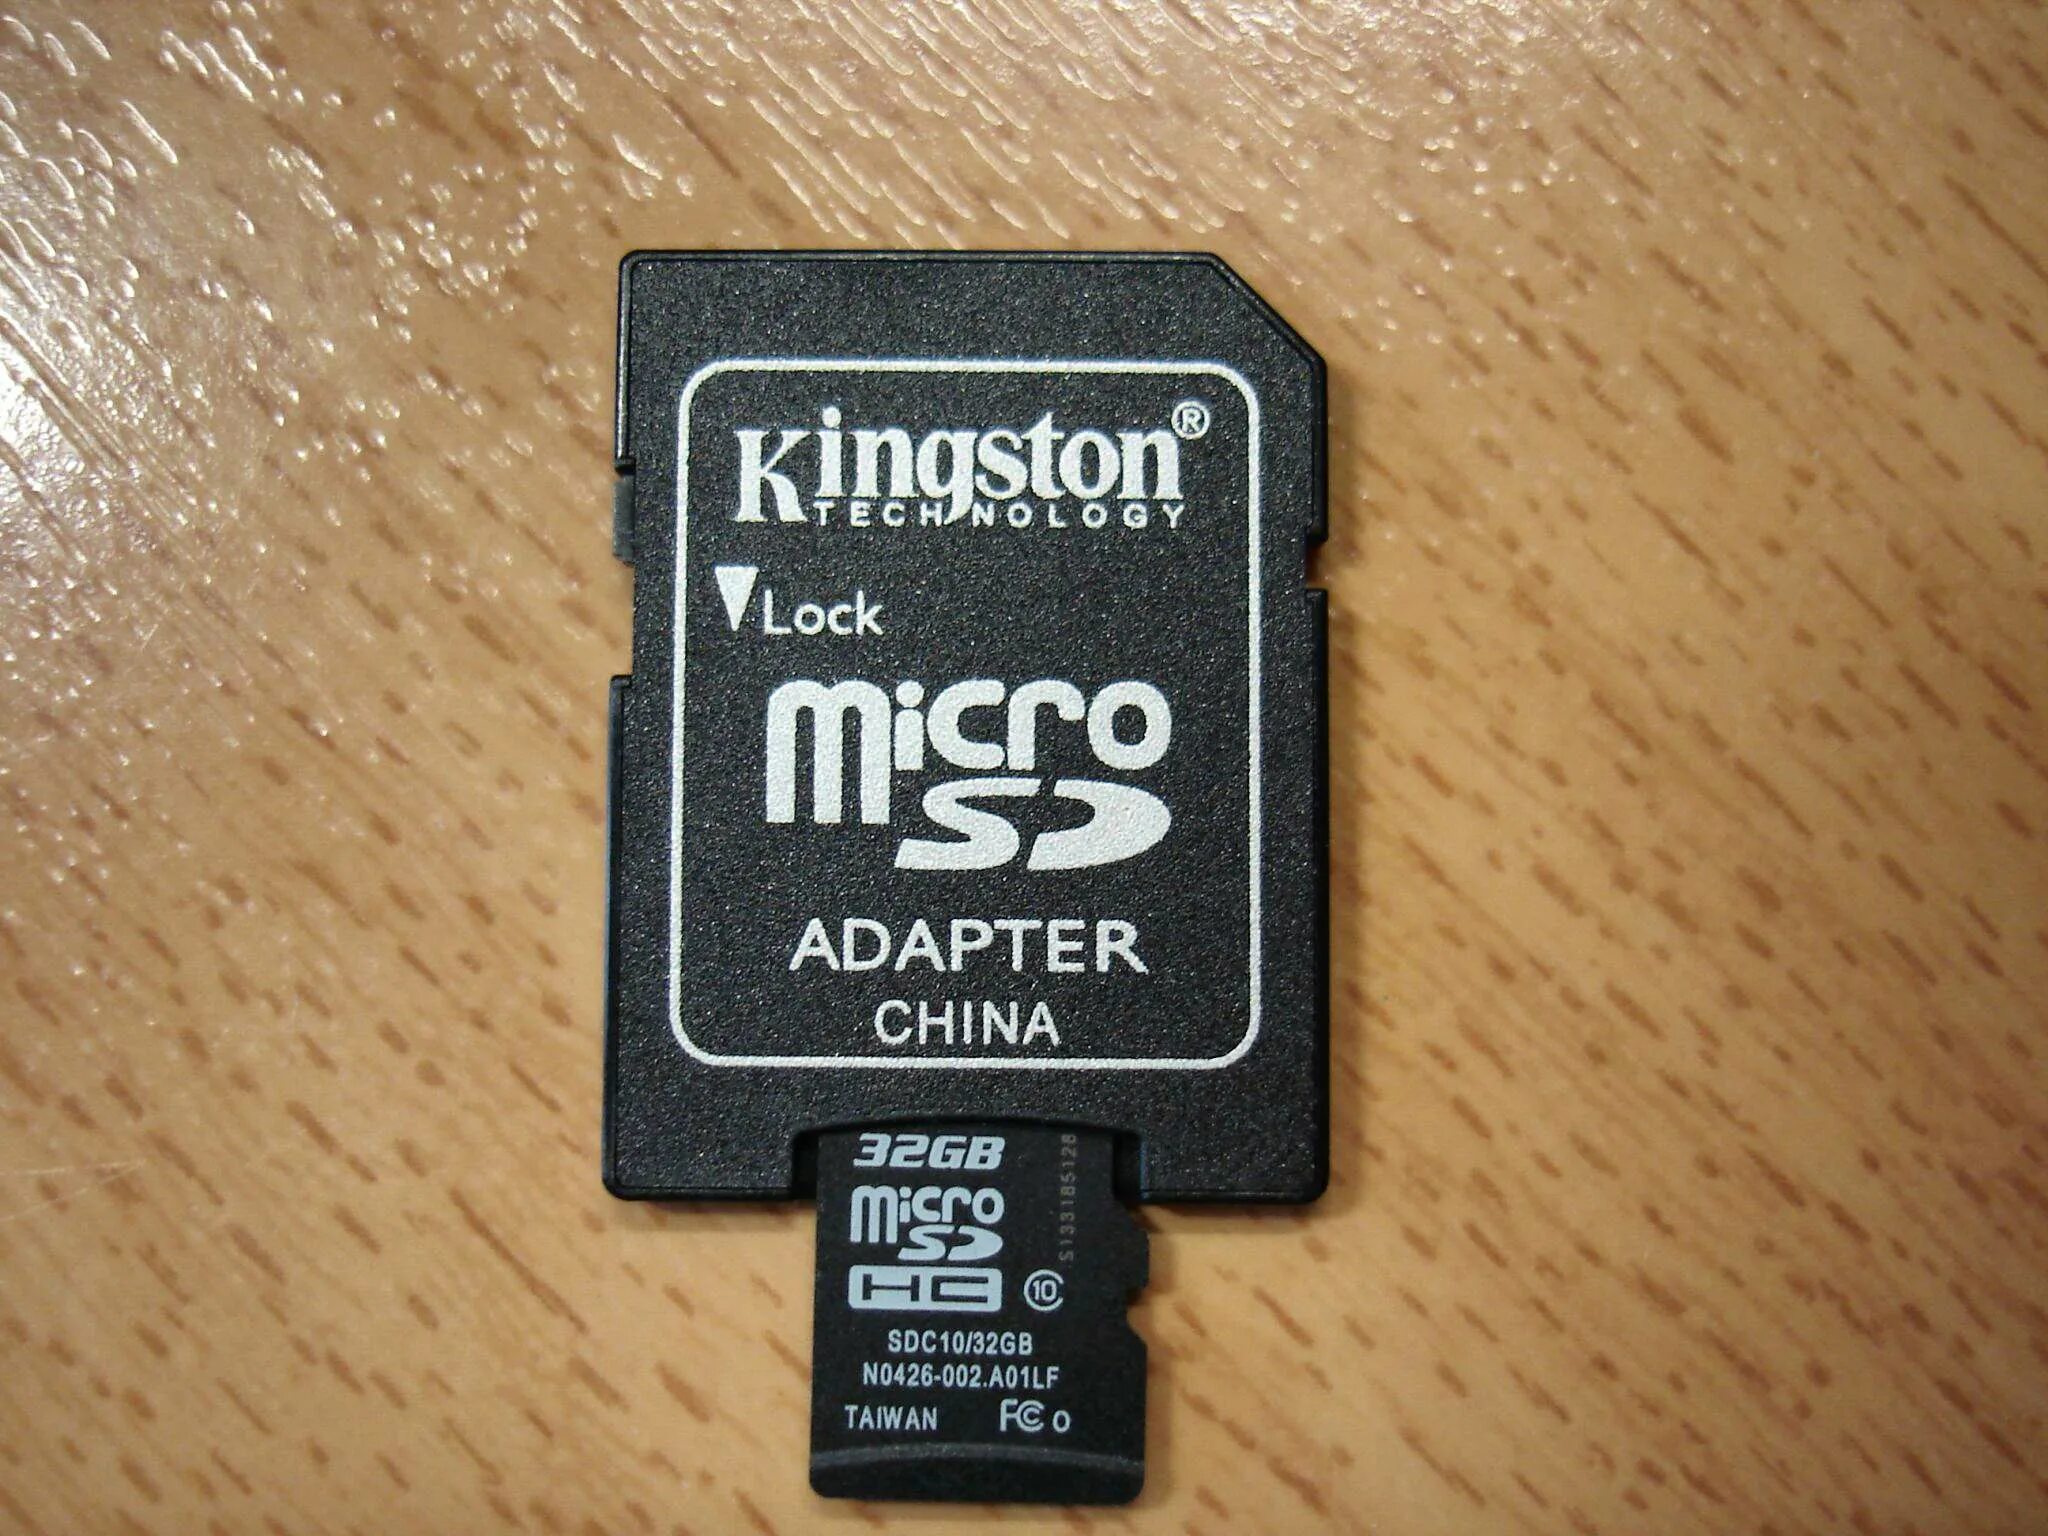 Kingston®
TECHNOLOGY
Lock
micro
SD
ADAPTER
CHINA
32GB
micro
SD
HC 10
S133185128
SDC10/32GB
N0426-002.A01LF
TAIWAN FC o